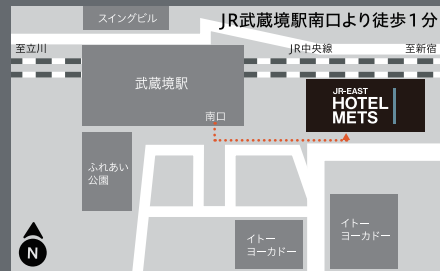 スイングビル
JR武蔵境駅南口より徒歩1分
至立川
JR中央線
至新宿
武蔵境駅
南口
JR-EAST
HOTEL
METS
ふれあい
公園
イトー
ヨーカドー
イトー
ヨーカドー
N